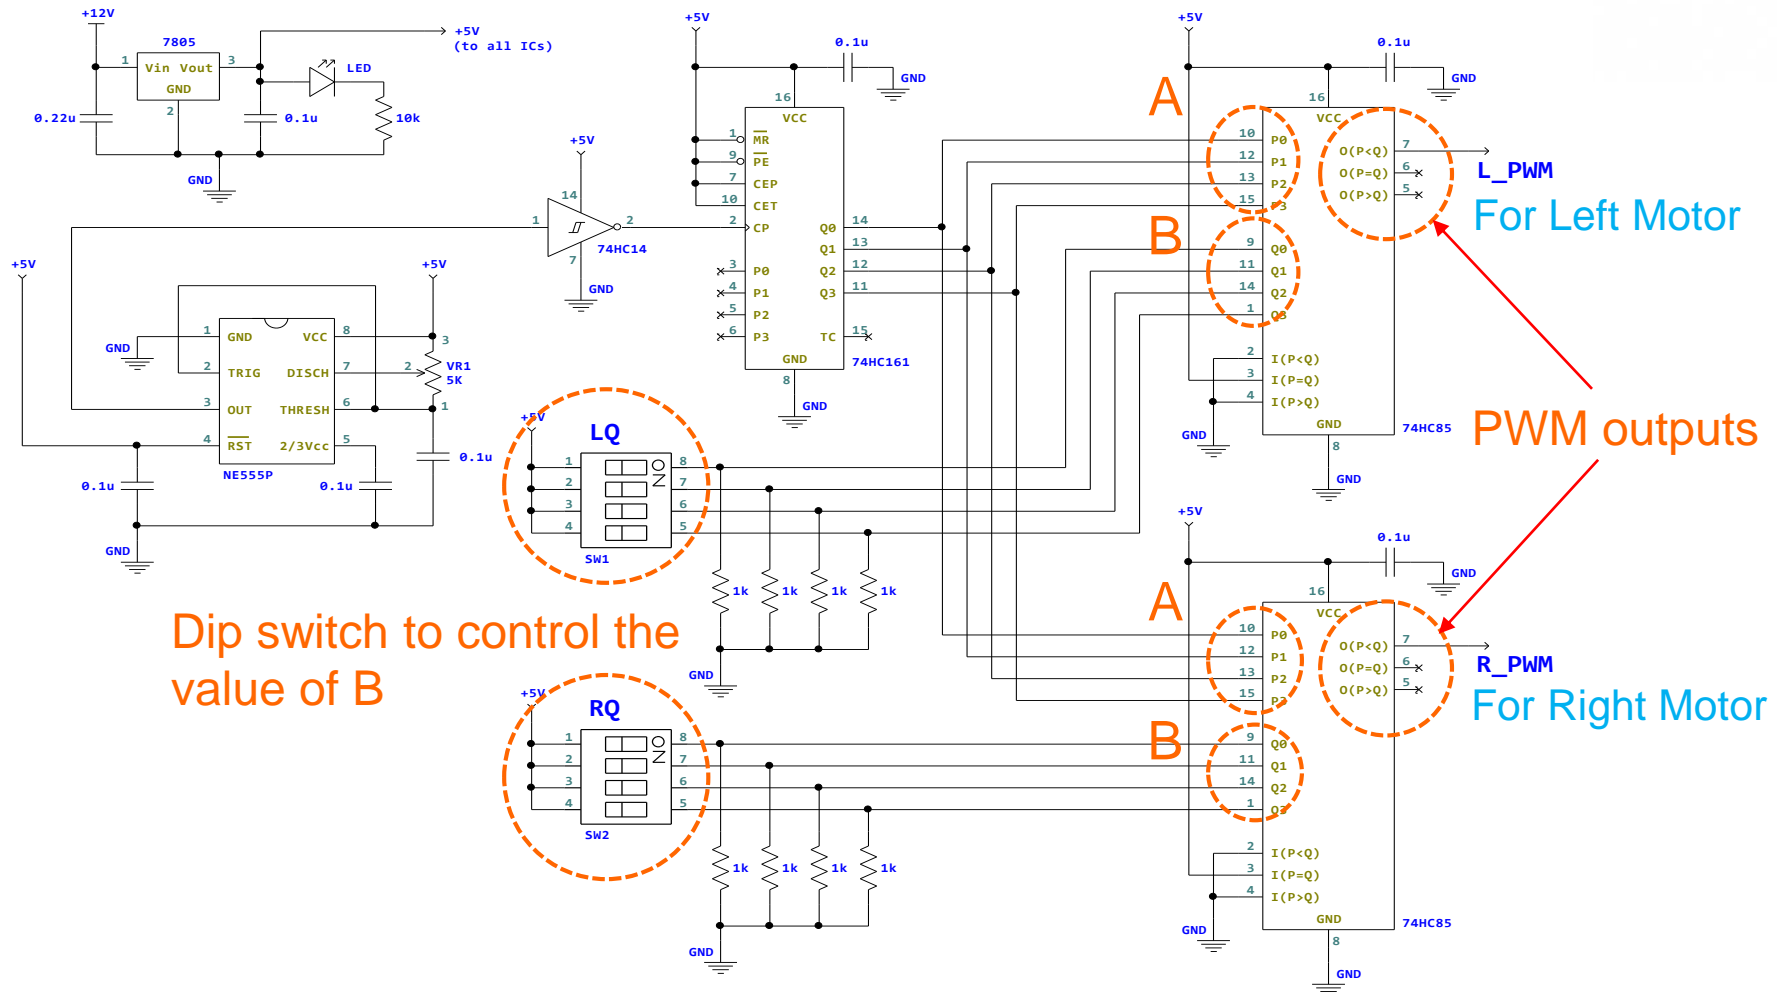 +12V
7805
1 Vin Vout 3
GND
2
0.22u
0.1u
LED
10k
GND
+5V
(to all ICs)
+5V
14
1
2
7
74HC14
GND
+5V
0.1u
GND
16
VCC
1 MR
9 PE
7 CEP
10 CET
2 CP
Q0 14
Q1 13
Q2 12
Q3 11
3 P0
4 P1
5 P2
6 P3
TC 15
GND
8
74HC161
GND
+5V
+5V
1 GND
VCC 8
2 TRIG
DISCH 7
3 OUT
THRESH 6
4 RST
2/3Vcc 5
NE555P
GND
3
2
VR1
5K
1
0.1u
0.1u
0.1u
GND
+5V
LQ
1
2
3
4
ON
8
7
6
5
SW1
1k
1k
1k
1k
GND
Dip switch to control the
value of B
+5V
RQ
1
2
3
4
ON
8
7
6
5
SW2
1k
1k
1k
1k
GND
+5V
0.1u
GND
A
16
VCC
10 P0
12 P1
13 P2
15 P3
B
9 Q0
11 Q1
14 Q2
1 Q3
2 I(P<Q)
3 I(P=Q)
4 I(P>Q)
O(P<Q) 7
O(P=Q) 6
O(P>Q) 5
GND
8
74HC85
GND
GND
L_PWM
For Left Motor
PWM outputs
+5V
0.1u
GND
A
16
VCC
10 P0
12 P1
13 P2
15 P3
B
9 Q0
11 Q1
14 Q2
1 Q3
2 I(P<Q)
3 I(P=Q)
4 I(P>Q)
O(P<Q) 7
O(P=Q) 6
O(P>Q) 5
GND
8
74HC85
GND
GND
R_PWM
For Right Motor